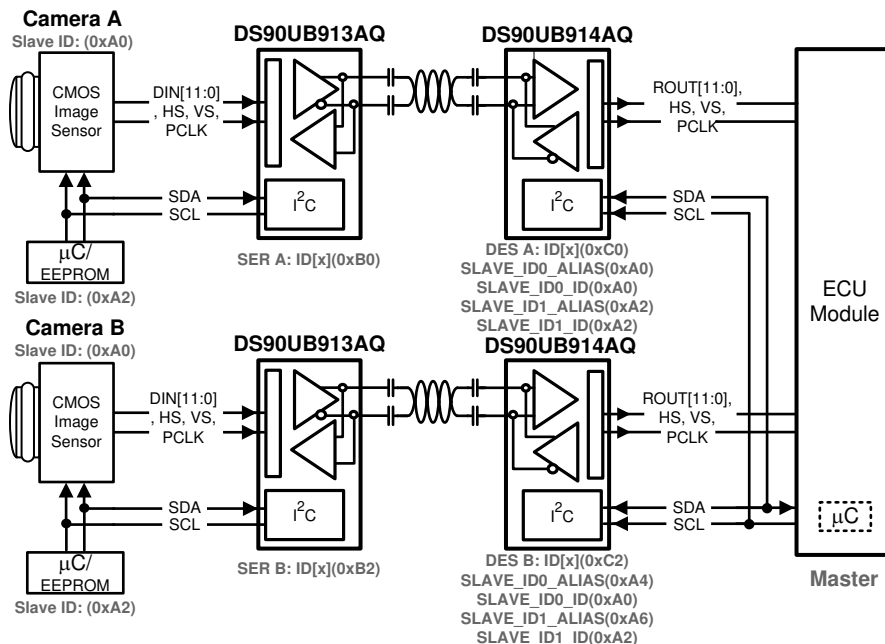 Camera A
Slave ID: (0xA0)
CMOS
Image
Sensor
DIN[11:0]
, HS, VS,
PCLK
SDA
SCL
µC/
EEPROM
Slave ID: (0xA2)
DS90UB913AQ
I²C
SER A: ID[x](0xB0)
DS90UB914AQ
I²C
DES A: ID[x](0xC0)
SLAVE_ID0_ALIAS(0xA0)
SLAVE_ID0_ID(0xA0)
SLAVE_ID1_ALIAS(0xA2)
SLAVE_ID1_ID(0xA2)
ROUT[11:0],
HS, VS,
PCLK
SDA
SCL
ECU
Module
Camera B
Slave ID: (0xA0)
CMOS
Image
Sensor
DIN[11:0]
, HS, VS,
PCLK
SDA
SCL
µC/
EEPROM
Slave ID: (0xA2)
DS90UB913AQ
I²C
SER B: ID[x](0xB2)
DS90UB914AQ
I²C
DES B: ID[x](0xC2)
SLAVE_ID0_ALIAS(0xA4)
SLAVE_ID0_ID(0xA0)
SLAVE_ID1_ALIAS(0xA6)
SLAVE_ID1_ID(0xA2)
ROUT[11:0],
HS, VS,
PCLK
SDA
SCL
µC
Master